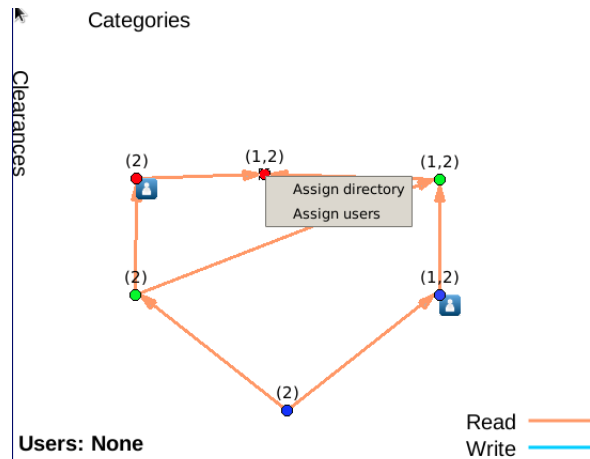 Categories
Clearances
(2)
(1,2)
(1,2)
Assign directory
Assign users
(2)
(1,2)
(2)
Read
Write
Users: None